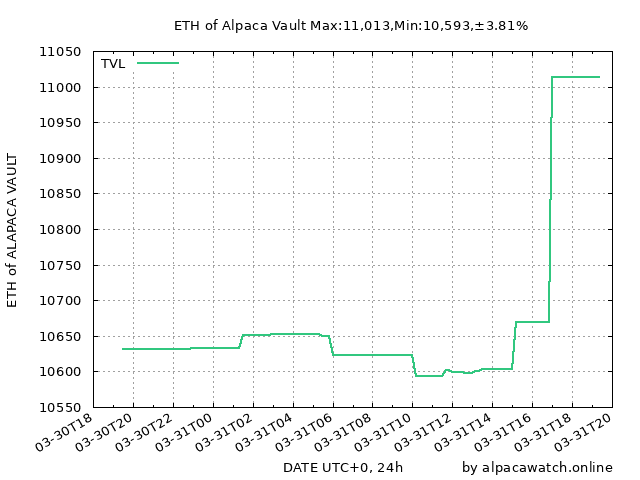 ETH of Alpaca Vault Max:11,013,Min:10,593,±3.81%
TVL
ETH of ALAPACA VAULT
11050
11000
10950
10900
10850
10800
10750
10700
10650
10600
10550
03-30T18
03-30T20
03-30T22
03-31T00
03-31T02
03-31T04
03-31T06
03-31T08
03-31T10
03-31T12
03-31T14
03-31T16
03-31T18
03-31T20
DATE UTC+0, 24h
by alpacawatch.online